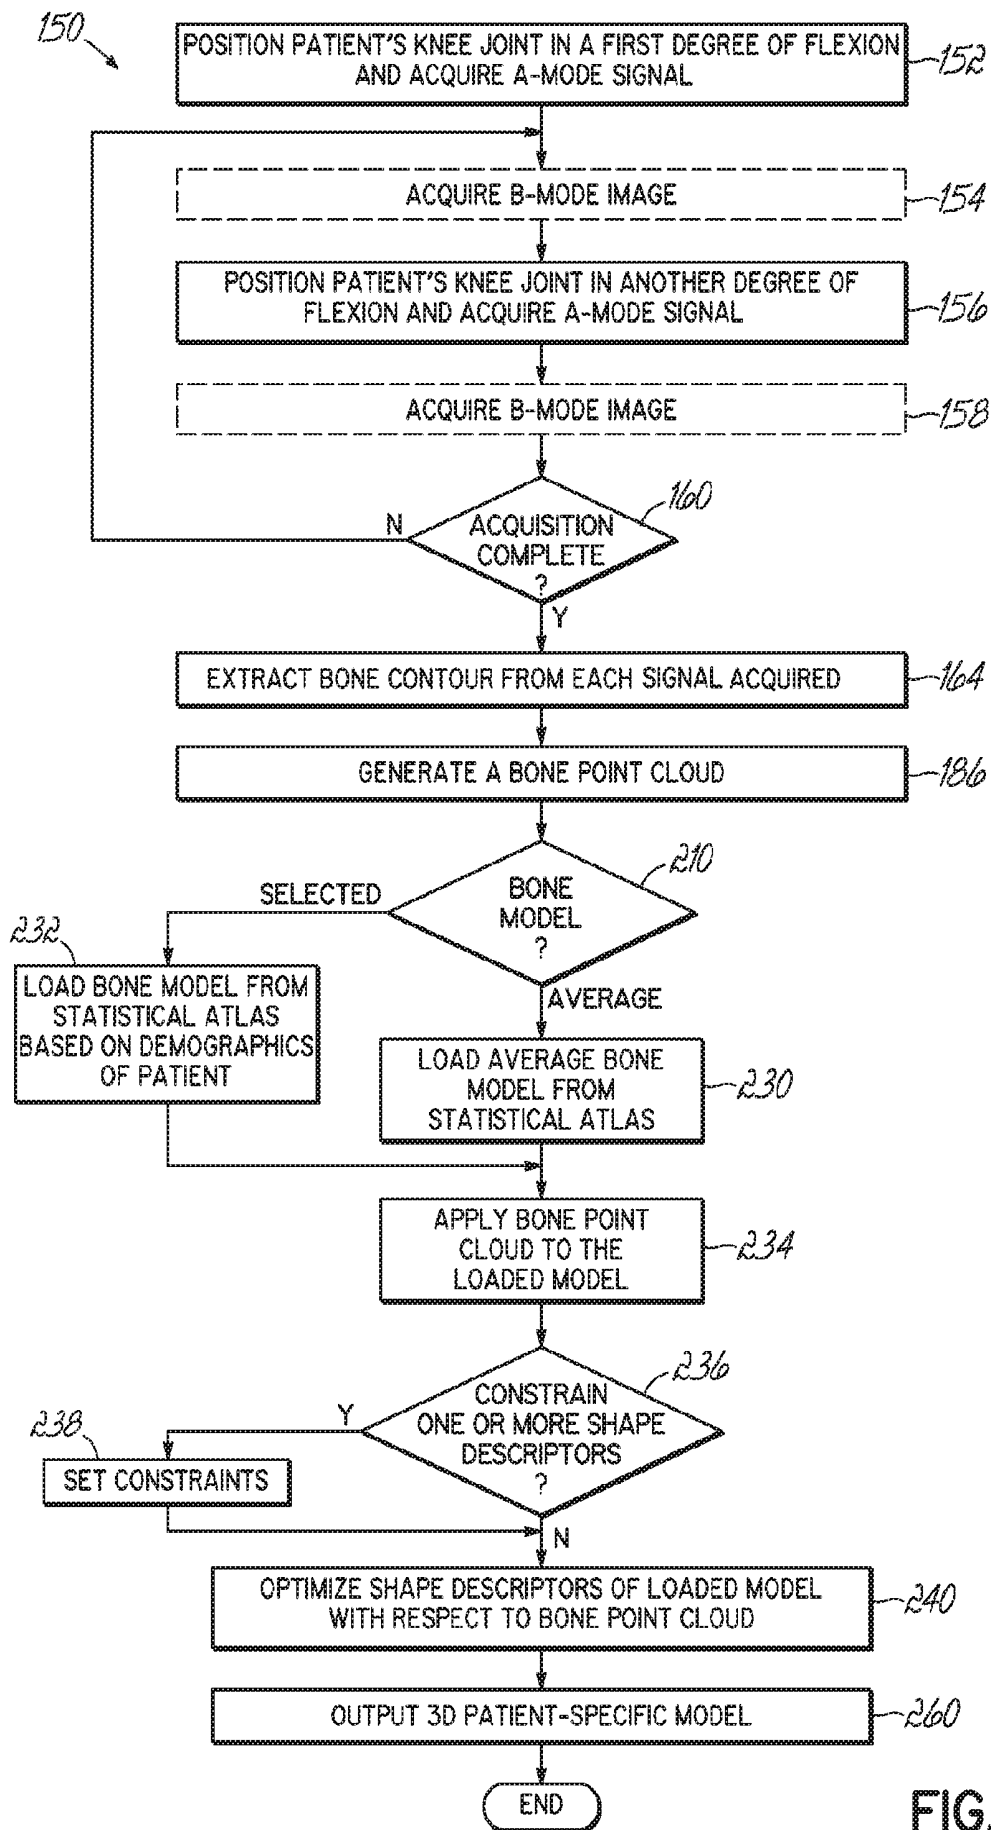 150
POSITION PATIENT'S KNEE JOINT IN A FIRST DEGREE OF FLEXION
AND ACQUIRE A-MODE SIGNAL
152
ACQUIRE B-MODE IMAGE
154
POSITION PATIENT'S KNEE JOINT IN ANOTHER DEGREE OF
FLEXION AND ACQUIRE A-MODE SIGNAL
156
ACQUIRE B-MODE IMAGE
158
160
N
ACQUISITION
COMPLETE
?
Y
EXTRACT BONE CONTOUR FROM EACH SIGNAL ACQUIRED
164
GENERATE A BONE POINT CLOUD
186
210
SELECTED
BONE
MODEL
?
AVERAGE
232
LOAD BONE MODEL FROM
STATISTICAL ATLAS
BASED ON DEMOGRAPHICS
OF PATIENT
LOAD AVERAGE BONE
MODEL FROM
STATISTICAL ATLAS
230
APPLY BONE POINT
CLOUD TO THE
LOADED MODEL
234
236
CONSTRAIN
ONE OR MORE SHAPE
DESCRIPTORS
?
Y
238
SET CONSTRAINTS
N
OPTIMIZE SHAPE DESCRIPTORS OF LOADED MODEL
WITH RESPECT TO BONE POINT CLOUD
240
OUTPUT 3D PATIENT-SPECIFIC MODEL
260
END
FIG.